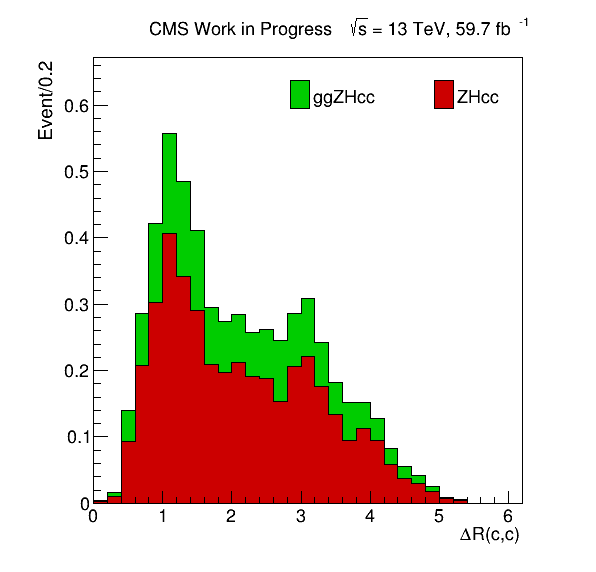 CMS Work in Progress √s = 13 TeV, 59.7 fb -1
Event/0.2
ggZHcc ZHcc
0.6
0.5
0.4
0.3
0.2
0.1
0
0 1 2 3 4 5 6
ΔR(c,c)